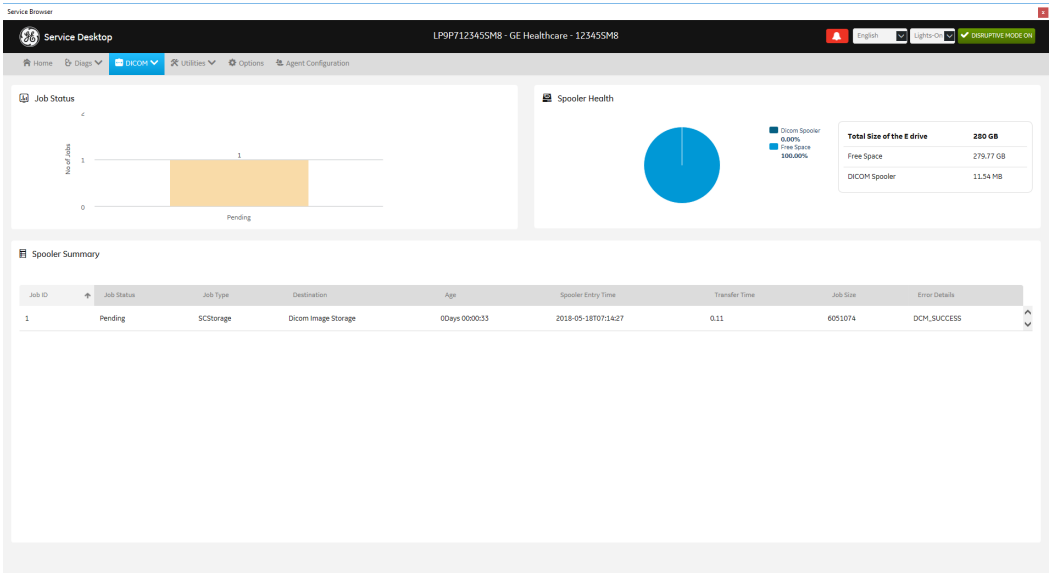 Service Browser
x
Service Desktop
LP9P712345SM8 - GE Healthcare - 12345SM8
English
Lights-On
DISRUPTIVE MODE ON
Home
Diags
DICOM
Utilities
Options
Agent Configuration
Job Status
2
1
0
No of Jobs
1
Pending
Spooler Health
Dicom Spooler
0.00%
Free Space
100.00%
Total Size of the E drive 280 GB
Free Space 279.77 GB
DICOM Spooler 11.54 MB
Spooler Summary
Job ID Job Status Job Type Destination Age Spooler Entry Time Transfer Time Job Size Error Details
1 Pending SCStorage Dicom Image Storage 0Days 00:00:33 2018-05-18T07:14:27 0.11 6051074 DCM_SUCCESS